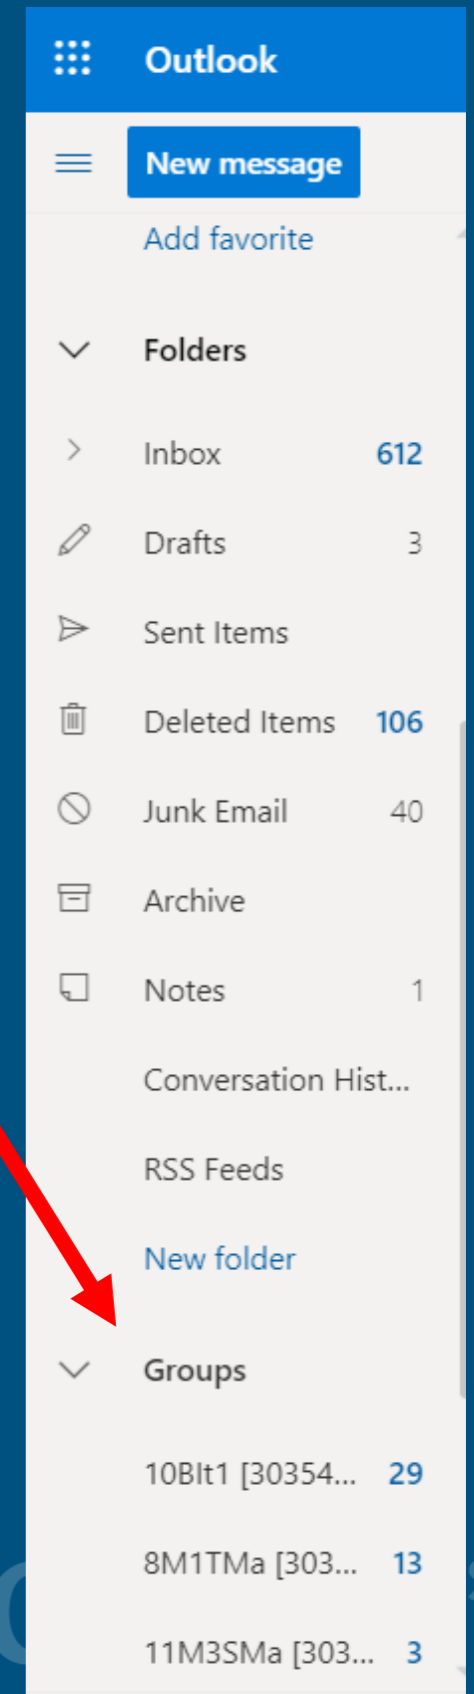 Outlook
New message
Add favorite
Folders
Inbox 612
Drafts 3
Sent Items
Deleted Items 106
Junk Email 40
Archive
Notes 1
Conversation Hist...
RSS Feeds
New folder
Groups
10BIt1 [30354... 29
8M1TMa [303... 13
11M3SMa [303... 3